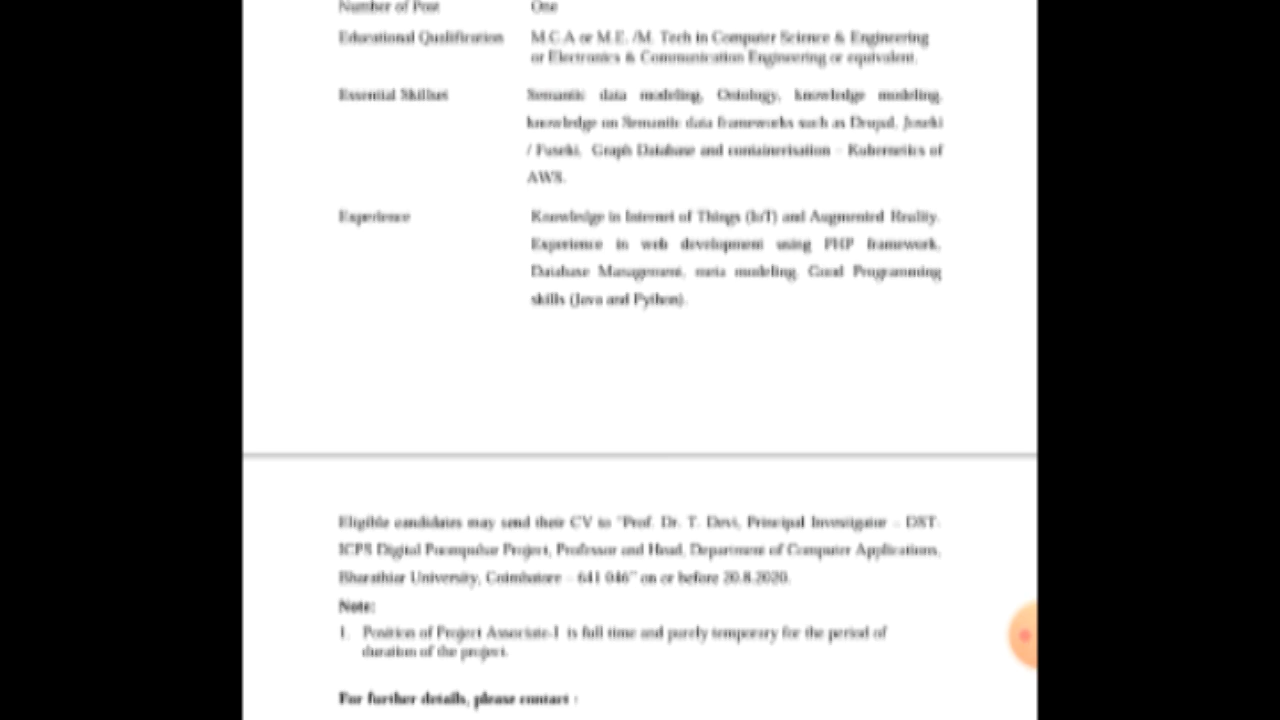 Number of Post One
Educational Qualification M.C.A or M.E. /M. Tech in Computer Science & Engineering
or Electronics & Communication Engineering or equivalent.
Essential Skillset Semantic data modeling, Ontology, knowledge modeling,
knowledge on Semantic data frameworks such as Drupal, Joseki
/ Fuseki, Graph Database and containerisation – Kubernetics of
AWS.
Experience Knowledge in Internet of Things (IoT) and Augmented Reality.
Experience in web development using PHP framework,
Database Management, meta modeling. Good Programming
skills (Java and Python).
Eligible candidates may send their CV to "Prof. Dr. T. Devi, Principal Investigator – DST-
ICPS Digital Poompuhar Project, Professor and Head, Department of Computer Applications,
Bharathiar University, Coimbatore – 641 046" on or before 20.8.2020.
Note:
1. Position of Project Associate-I is full time and purely temporary for the period of
duration of the project.
For further details, please contact :